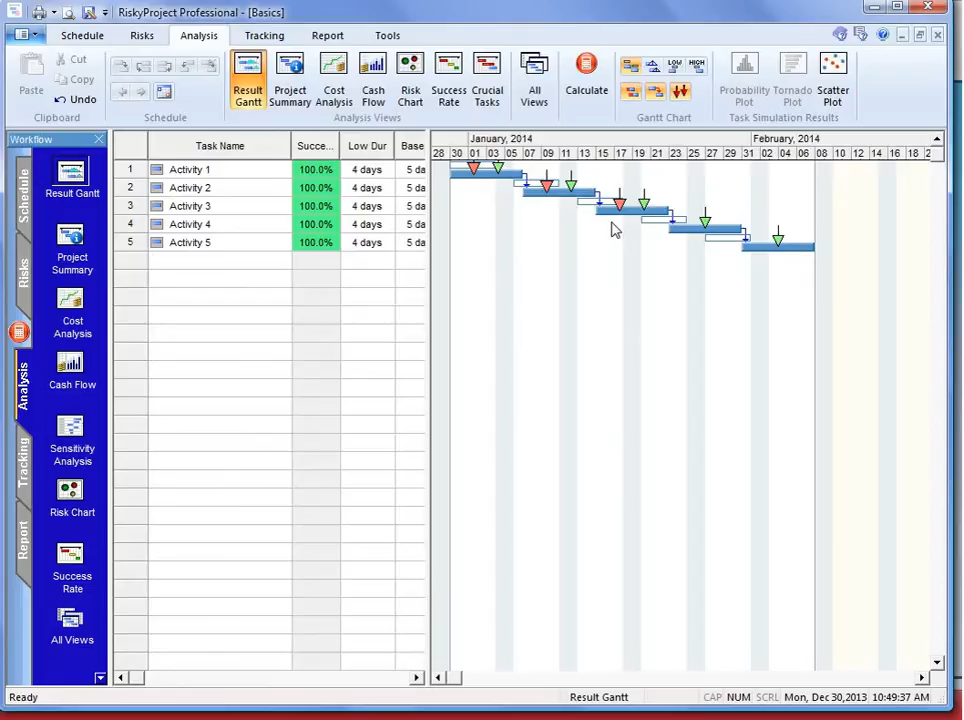 RiskyProject Professional - [Basics]
Schedule Risks Analysis Tracking Report Tools
Paste
Cut
Copy
Undo
Clipboard
Schedule
Result Gantt
Project Summary
Cost Analysis
Cash Flow
Risk Chart
Success Rate
Crucial Tasks
Analysis Views
All Views
Calculate
LOW HIGH
Gantt Chart
Probability Plot
Tornado Plot
Scatter Plot
Task Simulation Results
Workflow
Schedule
Risks
Analysis
Tracking
Report
Result Gantt
Project Summary
Cost Analysis
Cash Flow
Sensitivity Analysis
Risk Chart
Success Rate
All Views
Task Name Succe... Low Dur Base
1 Activity 1 100.0% 4 days 5 da
2 Activity 2 100.0% 4 days 5 da
3 Activity 3 100.0% 4 days 5 da
4 Activity 4 100.0% 4 days 5 da
5 Activity 5 100.0% 4 days 5 da
January, 2014 February, 2014
28 30 01 03 05 07 09 11 13 15 17 19 21 23 25 27 29 31 02 04 06 08 10 12 14 16 18 2
Ready Result Gantt CAP NUM SCRL Mon, Dec 30,2013 10:49:37 AM